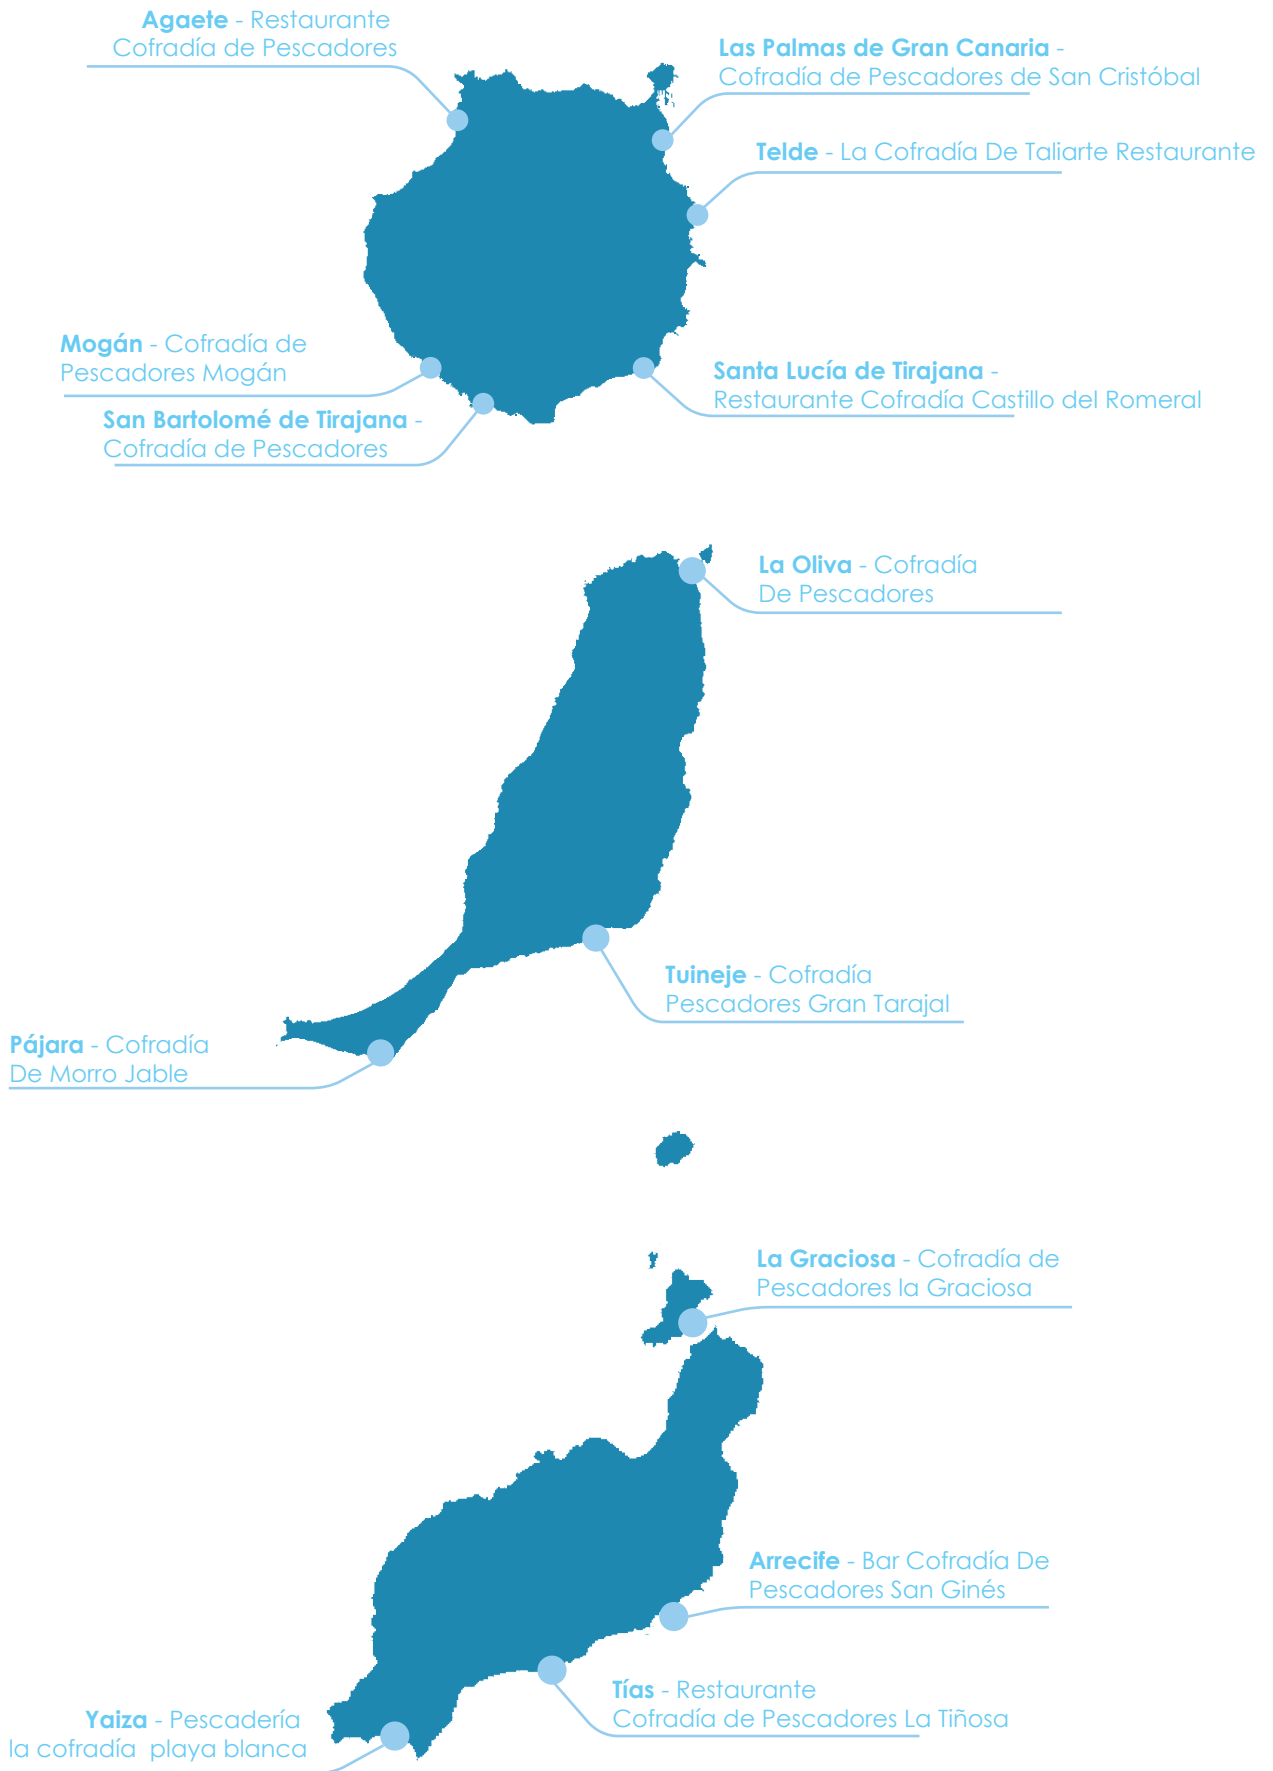 Agaete - Restaurante
Cofradía de Pescadores
Las Palmas de Gran Canaria -
Cofradía de Pescadores de San Cristóbal
Telde - La Cofradía De Taliarte Restaurante
Mogán - Cofradía de
Pescadores Mogán
Santa Lucía de Tirajana -
Restaurante Cofradía Castillo del Romeral
San Bartolomé de Tirajana -
Cofradía de Pescadores
La Oliva - Cofradía
De Pescadores
Tuineje - Cofradía
Pescadores Gran Tarajal
Pájara - Cofradía
De Morro Jable
La Graciosa - Cofradía de
Pescadores la Graciosa
Arrecife - Bar Cofradía De
Pescadores San Ginés
Tías - Restaurante
Cofradía de Pescadores La Tiñosa
Yaiza - Pescadería
la cofradía playa blanca